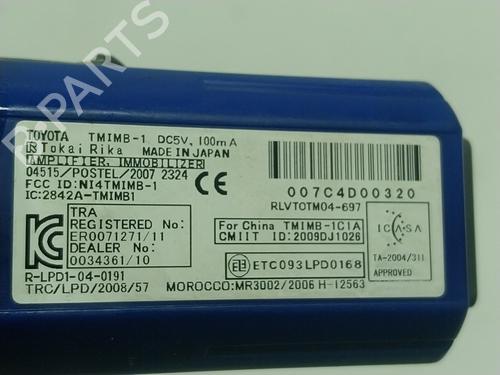 B-PARTS
TOYOTA TMIMB-1 DC5V, 100mA
Tokai Rika MADE IN JAPAN
AMPLIFIER, IMMOBILIZER
04515/POSTEL/2007 2324
FCC ID:NI4TMIMB-1
IC:2842A-TMIMB1
CE
007C4D00320
RLVTOTM04-697
TRA
REGISTERED No:
ER0071271/11
DEALER No:
0034361/10
For China TMIMB-1C1A
CMIIT ID:2009DJ1026
ICASA
TA-2004/311
APPROVED
ETC093LPD0168
R-LPD1-04-0191
TRC/LPD/2008/57
MOROCCO:MR3002/2006 H-12563